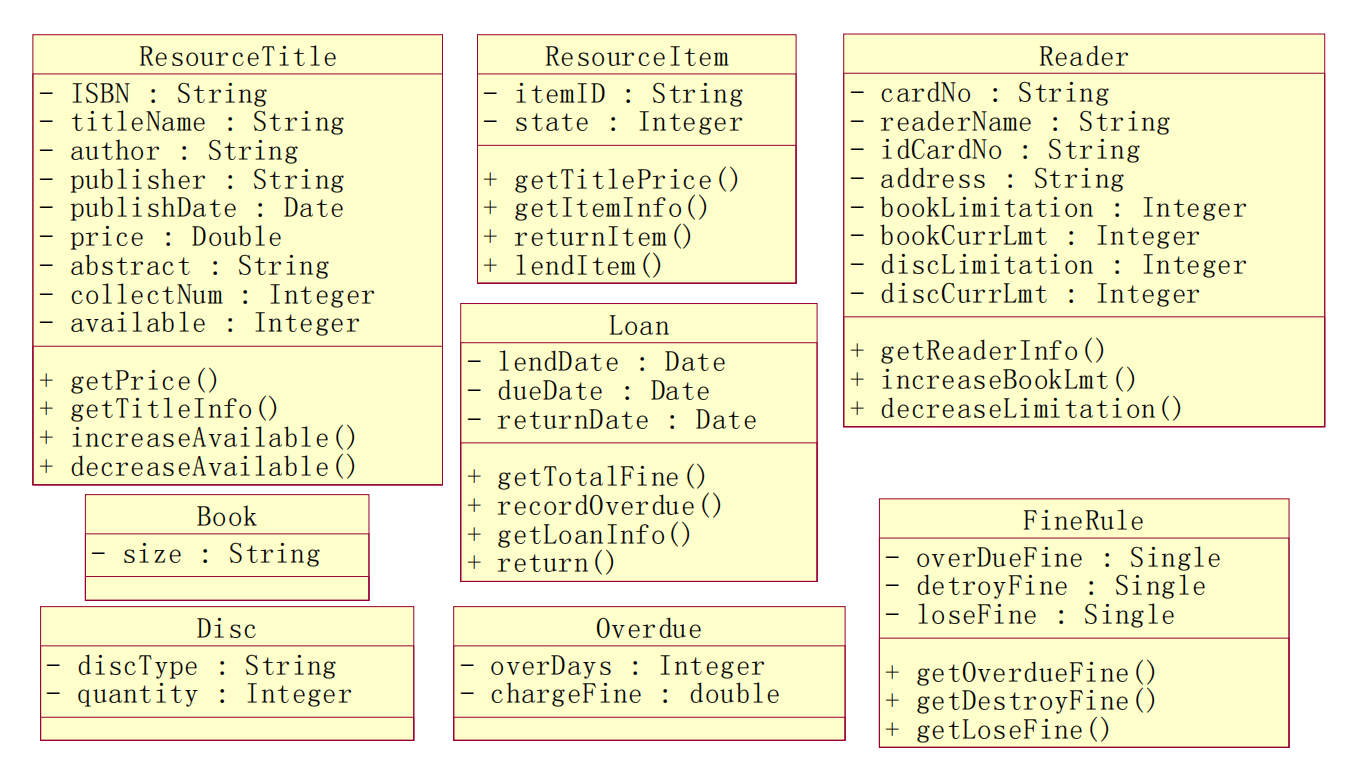 ResourceTitle
- ISBN : String
- titleName : String
- author : String
- publisher : String
- publishDate : Date
- price : Double
- abstract : String
- collectNum : Integer
- available : Integer
+ getPrice()
+ getTitleInfo()
+ increaseAvailable()
+ decreaseAvailable()
ResourceItem
- itemID : String
- state : Integer
+ getTitlePrice()
+ getItemInfo()
+ returnItem()
+ lendItem()
Reader
- cardNo : String
- readerName : String
- idCardNo : String
- address : String
- bookLimitation : Integer
- bookCurrLmt : Integer
- discLimitation : Integer
- discCurrLmt : Integer
+ getReaderInfo()
+ increaseBookLmt()
+ decreaseLimitation()
Loan
- lendDate : Date
- dueDate : Date
- returnDate : Date
+ getTotalFine()
+ recordOverdue()
+ getLoanInfo()
+ return()
Book
- size : String
Disc
- discType : String
- quantity : Integer
Overdue
- overDays : Integer
- chargeFine : double
FineRule
- overDueFine : Single
- detroyFine : Single
- loseFine : Single
+ getOverdueFine()
+ getDestroyFine()
+ getLoseFine()